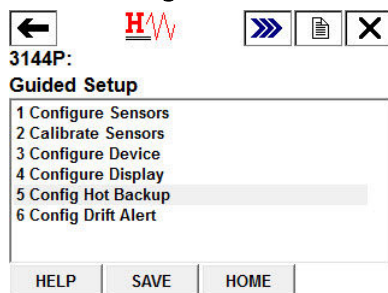 H
3144P:
Guided Setup
1 Configure Sensors
2 Calibrate Sensors
3 Configure Device
4 Configure Display
5 Config Hot Backup
6 Config Drift Alert
HELP SAVE HOME